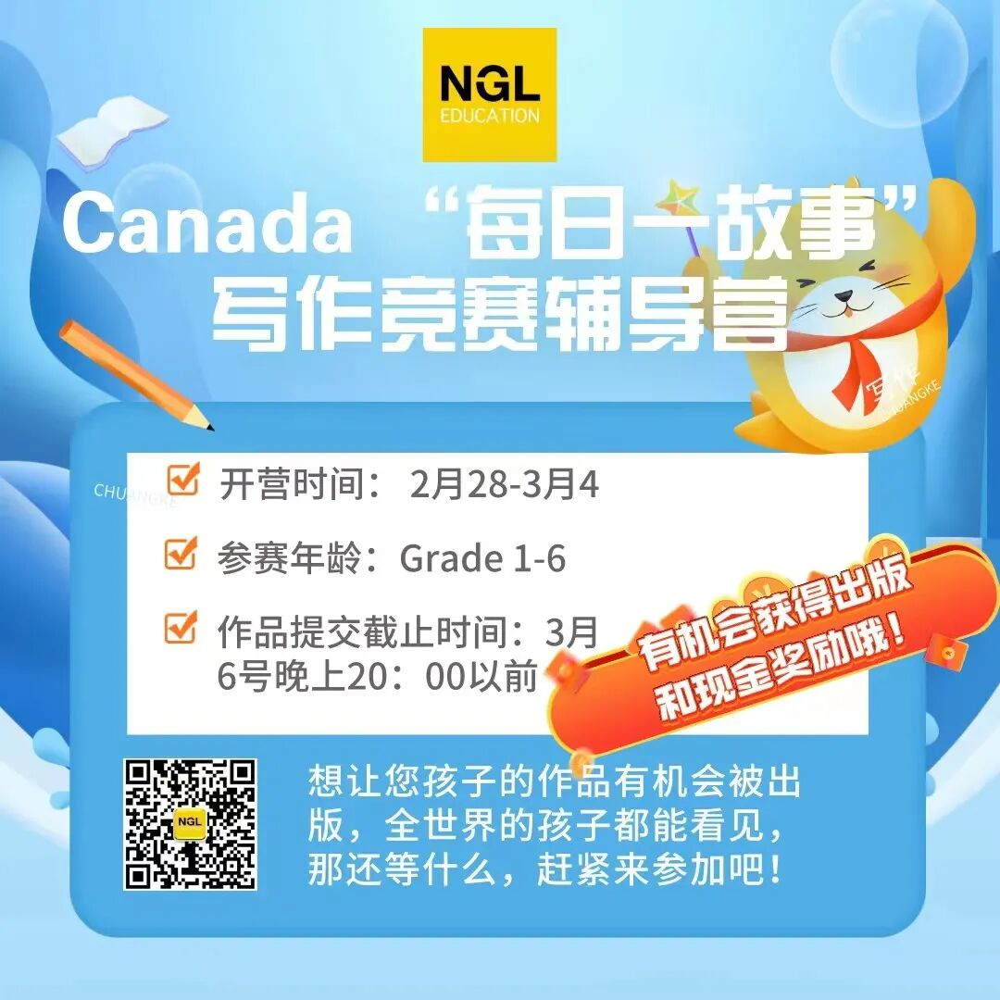 NGL
EDUCATION
Canada “每日一故事”
写作竞赛辅导营
写作
CHUANGKE
CHUANGKE
开营时间： 2月28-3月4
参赛年龄：Grade 1-6
作品提交截止时间：3月
6号晚上20：00以前
有机会获得出版
和现金奖励哦！
NGL
想让您孩子的作品有机会被出
版，全世界的孩子都能看见，
那还等什么，赶紧来参加吧！